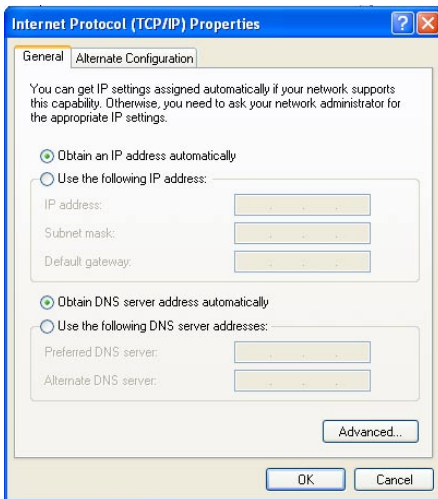 Internet Protocol (TCP/IP) Properties
General
Alternate Configuration
You can get IP settings assigned automatically if your network supports
this capability. Otherwise, you need to ask your network administrator for
the appropriate IP settings.
Obtain an IP address automatically
Use the following IP address:
IP address:
Subnet mask:
Default gateway:
Obtain DNS server address automatically
Use the following DNS server addresses:
Preferred DNS server:
Alternate DNS server:
Advanced...
OK
Cancel